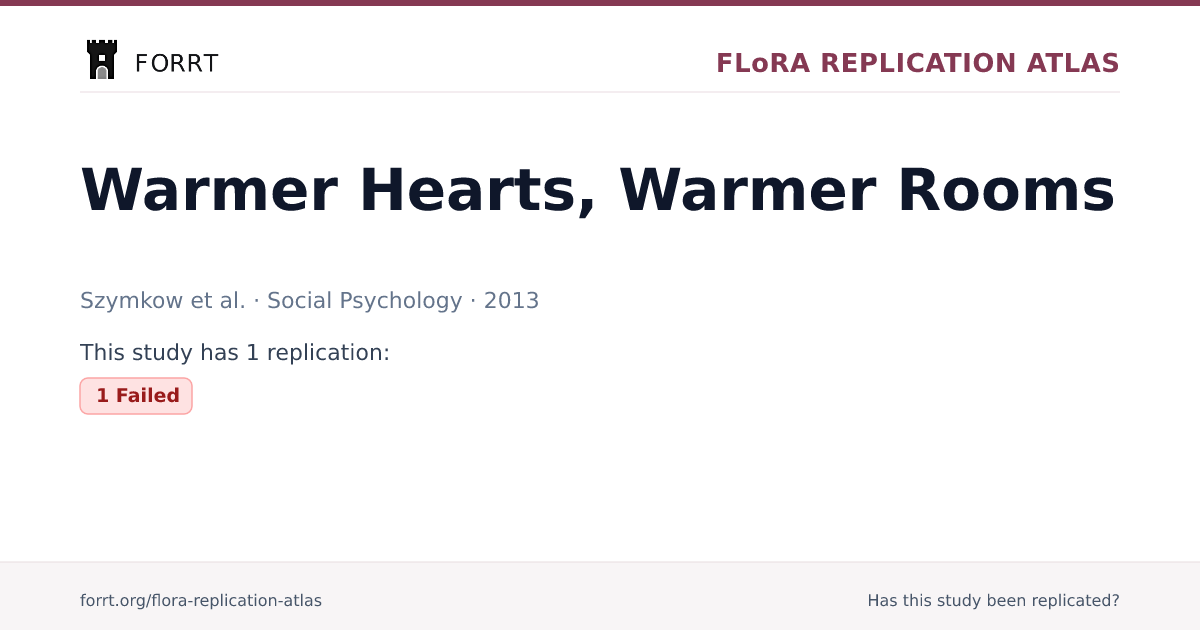 FORRT
FLoRA REPLICATION ATLAS
Warmer Hearts, Warmer Rooms
Szymkow et al. · Social Psychology · 2013
This study has 1 replication:
1 Failed
forrt.org/flora-replication-atlas
Has this study been replicated?